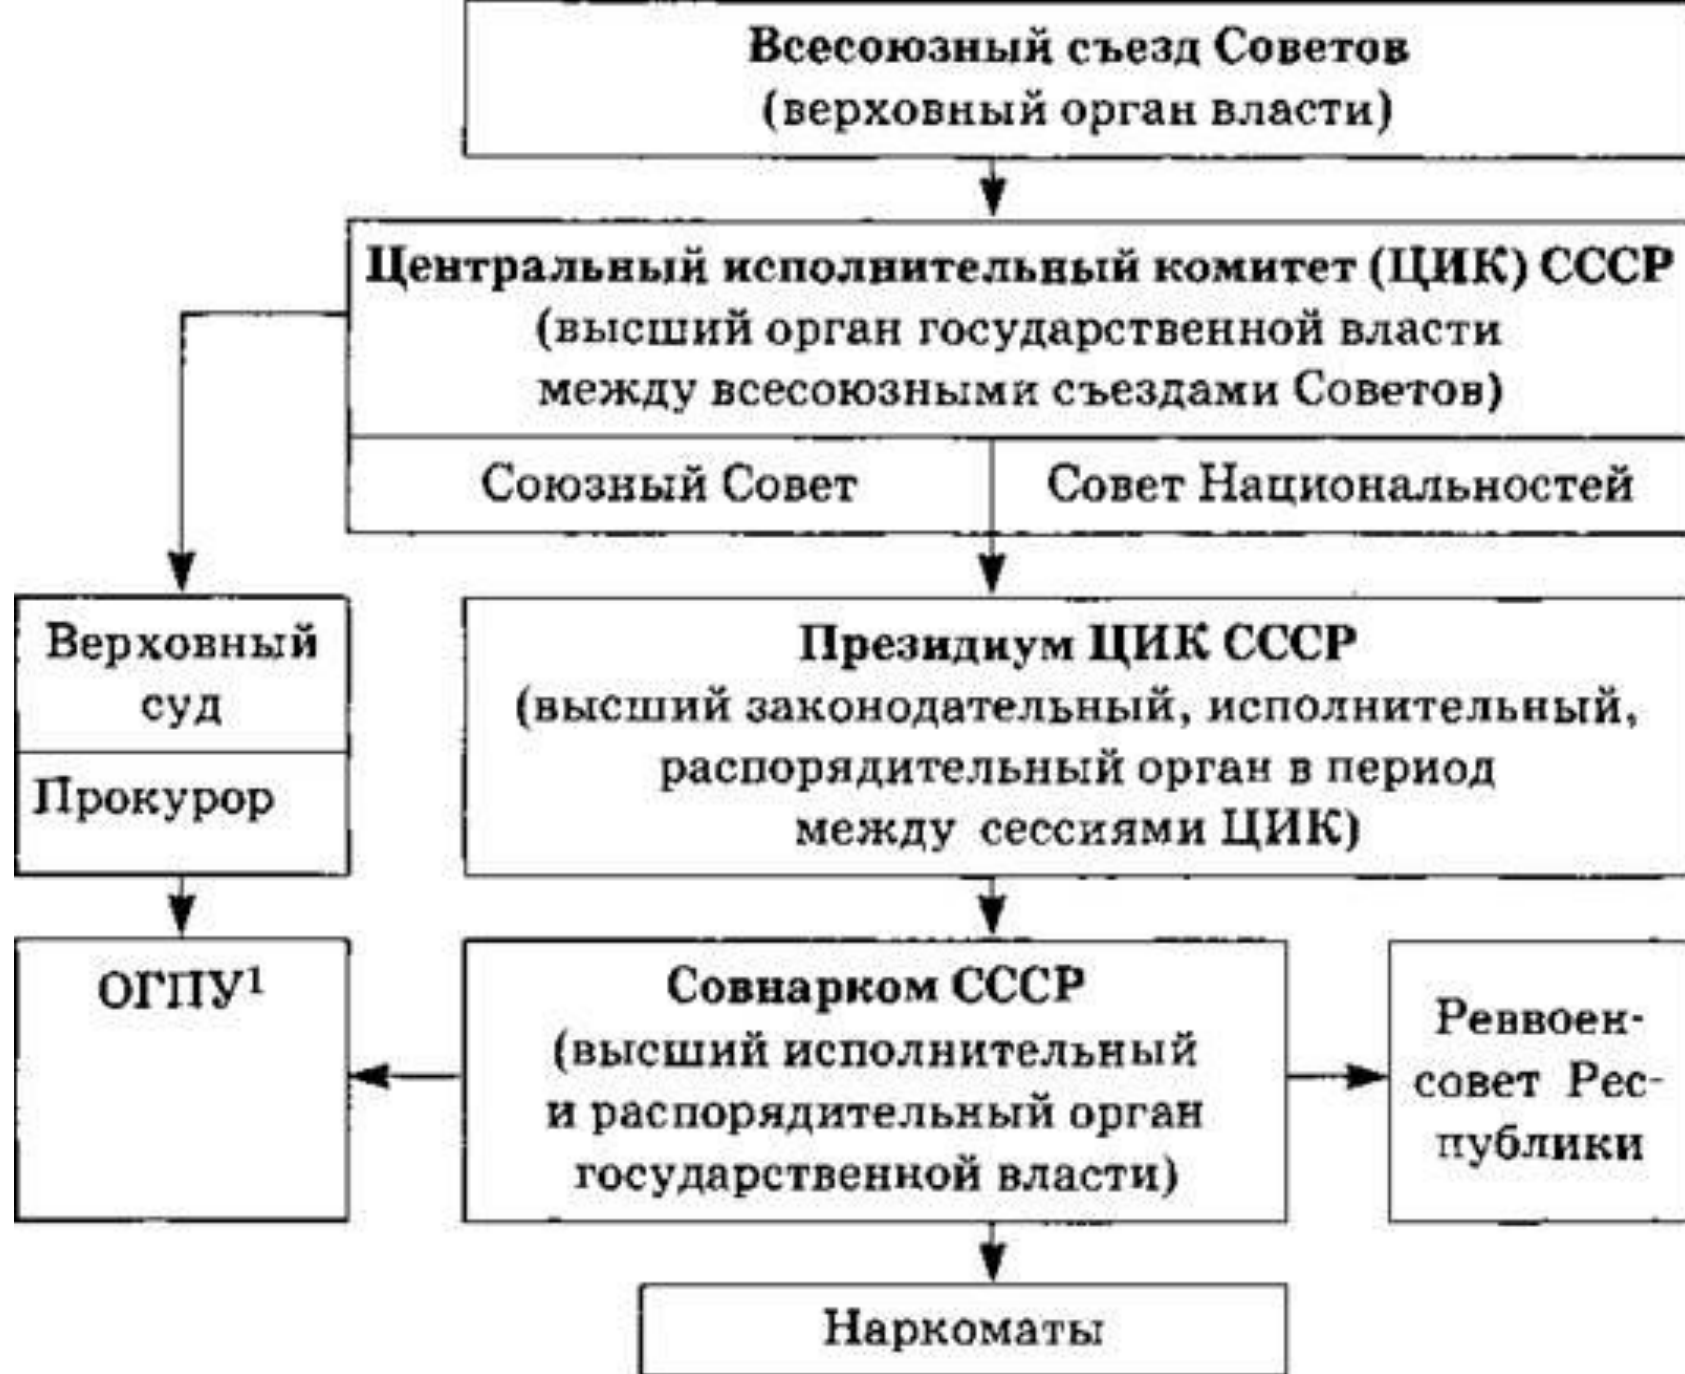 Всесоюзный съезд Советов
(верховный орган власти)
Центральный исполнительный комитет (ЦИК) СССР
(высший орган государственной власти
между всесоюзными съездами Советов)
Союзный Совет
Совет Национальностей
Верховный
суд
Прокурор
Президиум ЦИК СССР
(высший законодательный, исполнительный,
распорядительный орган в период
между сессиями ЦИК)
ОГПУ¹
Совнарком СССР
(высший исполнительный
и распорядительный орган
государственной власти)
Реввоен-
совет Рес-
публики
Наркоматы